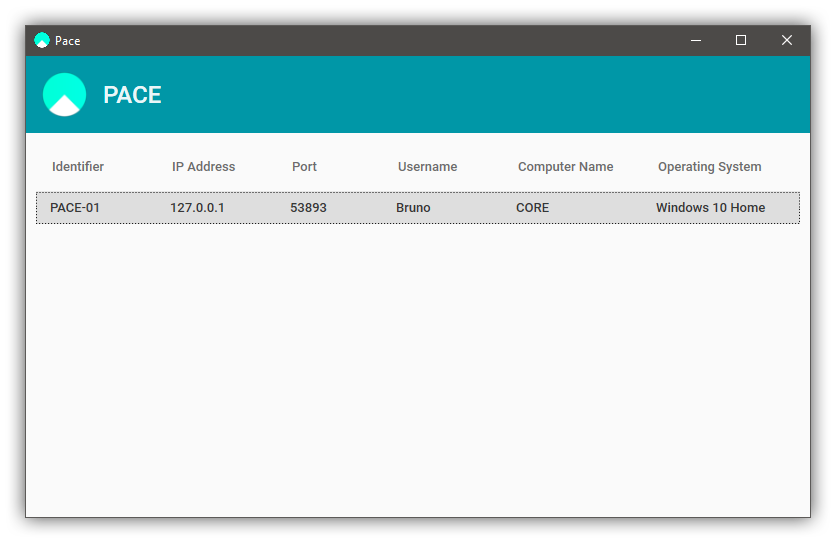 Pace
PACE
Identifier IP Address Port Username Computer Name Operating System
PACE-01 127.0.0.1 53893 Bruno CORE Windows 10 Home